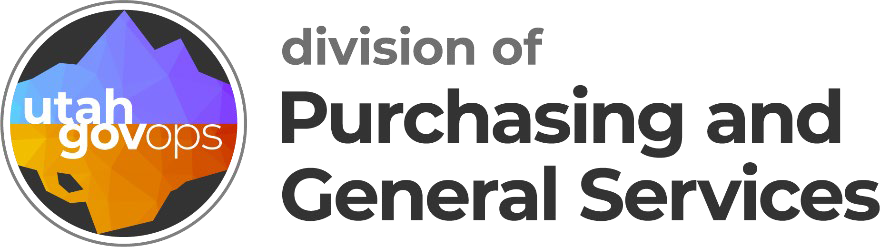 utah
govops
division of
Purchasing and
General Services